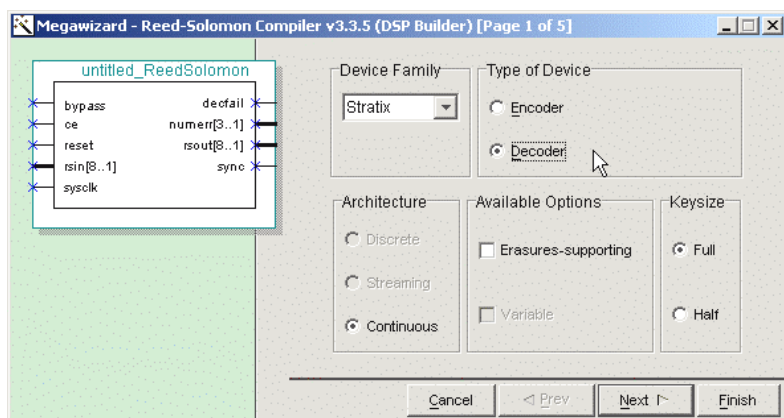 Megawizard - Reed-Solomon Compiler v3.3.5 (DSP Builder) [Page 1 of 5]
untitled_ReedSolomon
bypass decfail
ce numerr[3..1]
reset rsout[8..1]
rsin[8..1] sync
sysclk
Device Family
Stratix
Type of Device
Encoder
Decoder
Architecture
Discrete
Streaming
Continuous
Available Options
Erasures-supporting
Variable
Keysize
Full
Half
Cancel Prev Next Finish